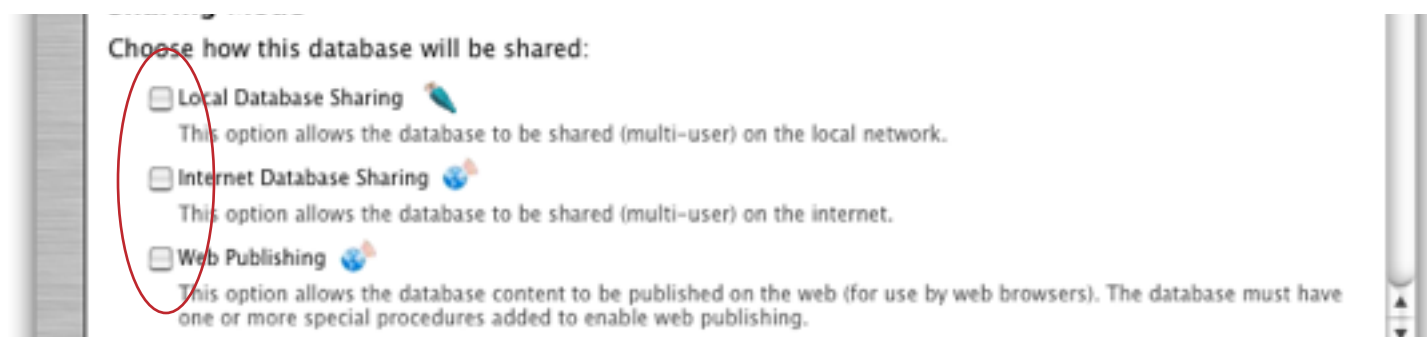 Choose how this database will be shared:
Local Database Sharing
This option allows the database to be shared (multi-user) on the local network.
Internet Database Sharing
This option allows the database to be shared (multi-user) on the internet.
Web Publishing
This option allows the database content to be published on the web (for use by web browsers). The database must have
one or more special procedures added to enable web publishing.